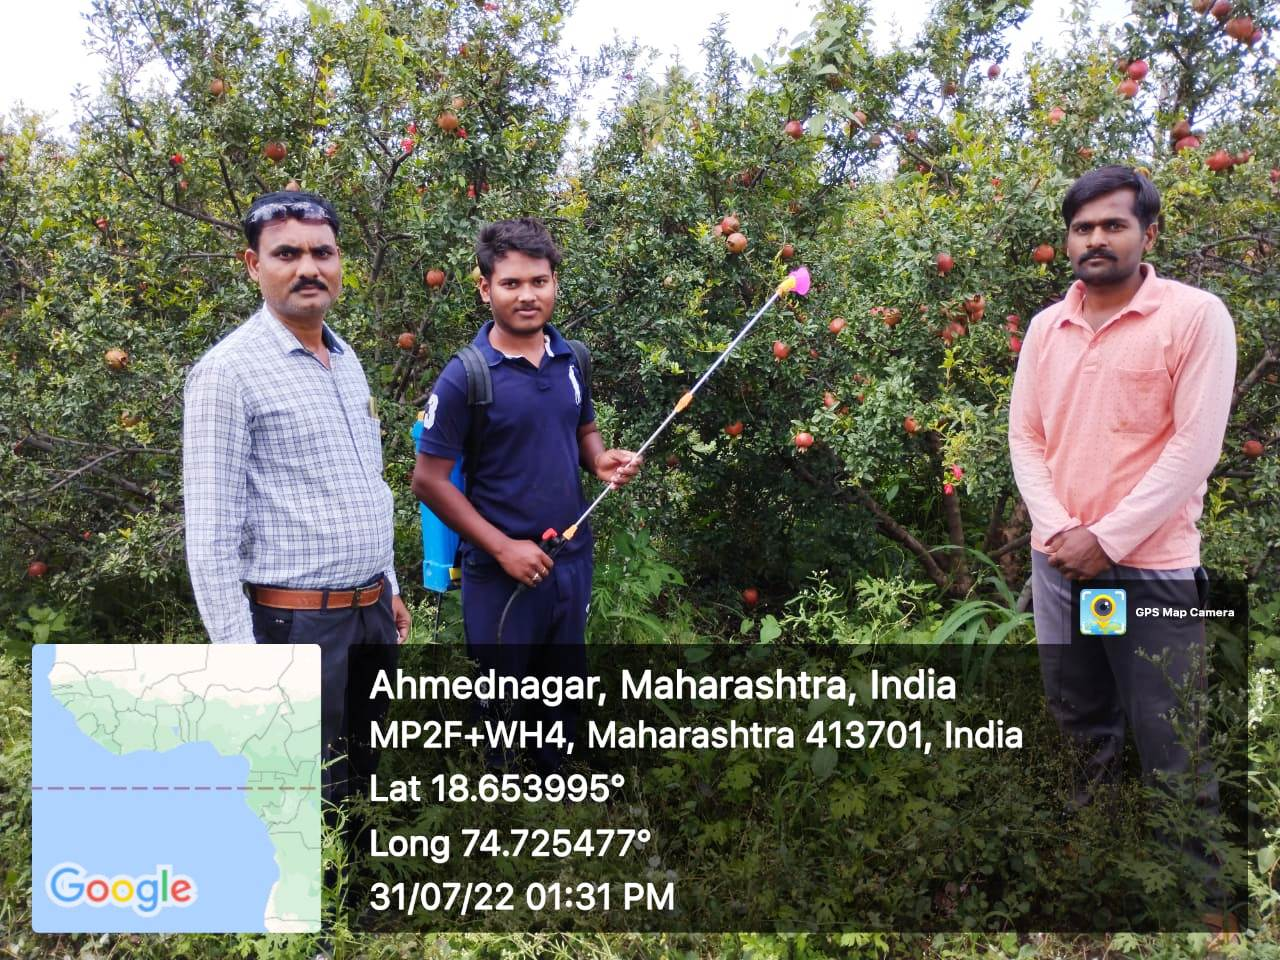 3
GPS Map Camera
Ahmednagar, Maharashtra, India
MP2F+WH4, Maharashtra 413701, India
Lat 18.653995°
Long 74.725477°
31/07/22 01:31 PM
Google